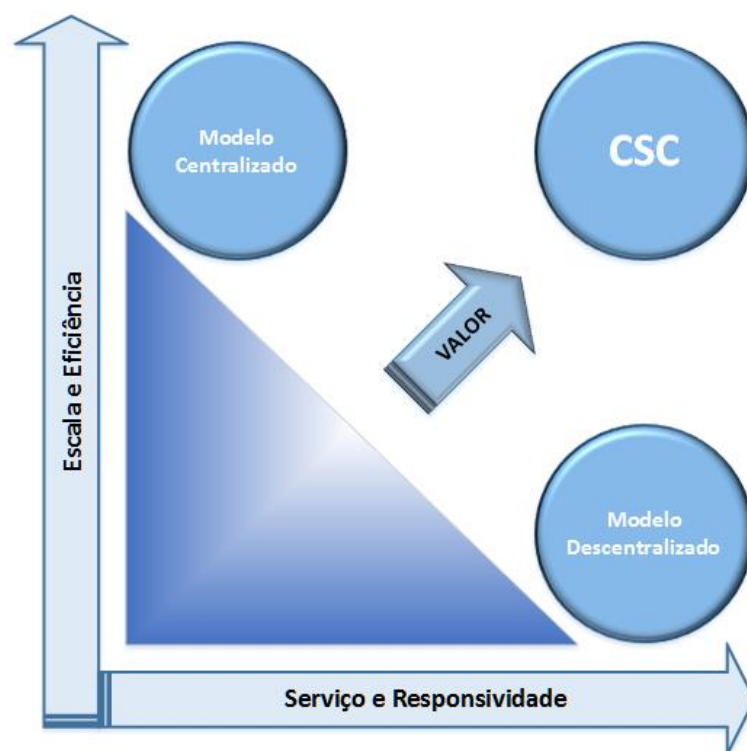 Modelo
Centralizado
CSC
Escala e Eficiência
VALOR
Modelo
Descentralizado
Serviço e Responsividade